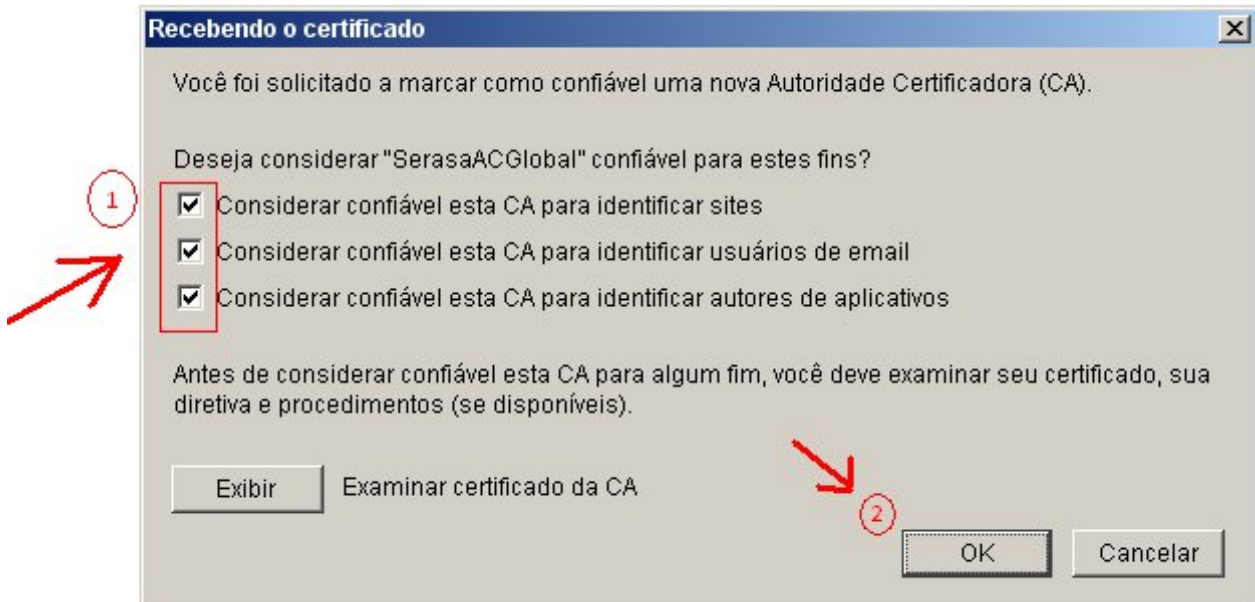 Recebendo o certificado
Você foi solicitado a marcar como confiável uma nova Autoridade Certificadora (CA).
Deseja considerar "SerasaACGlobal" confiável para estes fins?
1
Considerar confiável esta CA para identificar sites
Considerar confiável esta CA para identificar usuários de email
Considerar confiável esta CA para identificar autores de aplicativos
Antes de considerar confiável esta CA para algum fim, você deve examinar seu certificado, sua
diretiva e procedimentos (se disponíveis).
Exibir Examinar certificado da CA
2
OK Cancelar